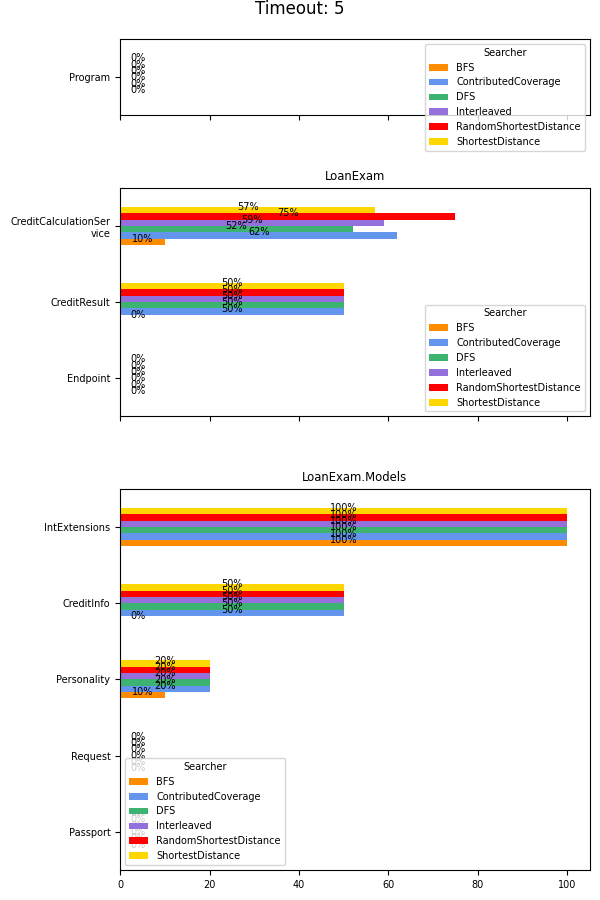 Timeout: 5
Program
0%
0%
0%
0%
0%
0%
Searcher
BFS
ContributedCoverage
DFS
Interleaved
RandomShortestDistance
ShortestDistance
LoanExam
CreditCalculationSer
vice
57%
75%
59%
52%
62%
10%
CreditResult
50%
50%
50%
50%
50%
0%
Endpoint
0%
0%
0%
0%
0%
0%
Searcher
BFS
ContributedCoverage
DFS
Interleaved
RandomShortestDistance
ShortestDistance
LoanExam.Models
IntExtensions
100%
100%
100%
100%
100%
100%
CreditInfo
50%
50%
50%
50%
50%
0%
Personality
20%
20%
20%
20%
20%
10%
Request
0%
0%
0%
0%
0%
0%
Passport
0%
0%
0%
0%
Searcher
BFS
ContributedCoverage
DFS
Interleaved
RandomShortestDistance
ShortestDistance
0
20
40
60
80
100